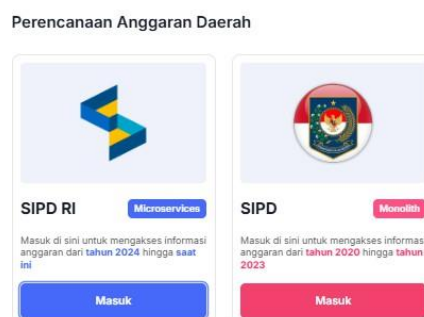 Perencanaan Anggaran Daerah
SIPD RI
Microservices
Masuk di sini untuk mengakses informasi
anggaran dari tahun 2024 hingga saat
ini
Masuk
SIPD
Monolith
Masuk di sini untuk mengakses informas
anggaran dari tahun 2020 hingga tahun
2023
Masuk